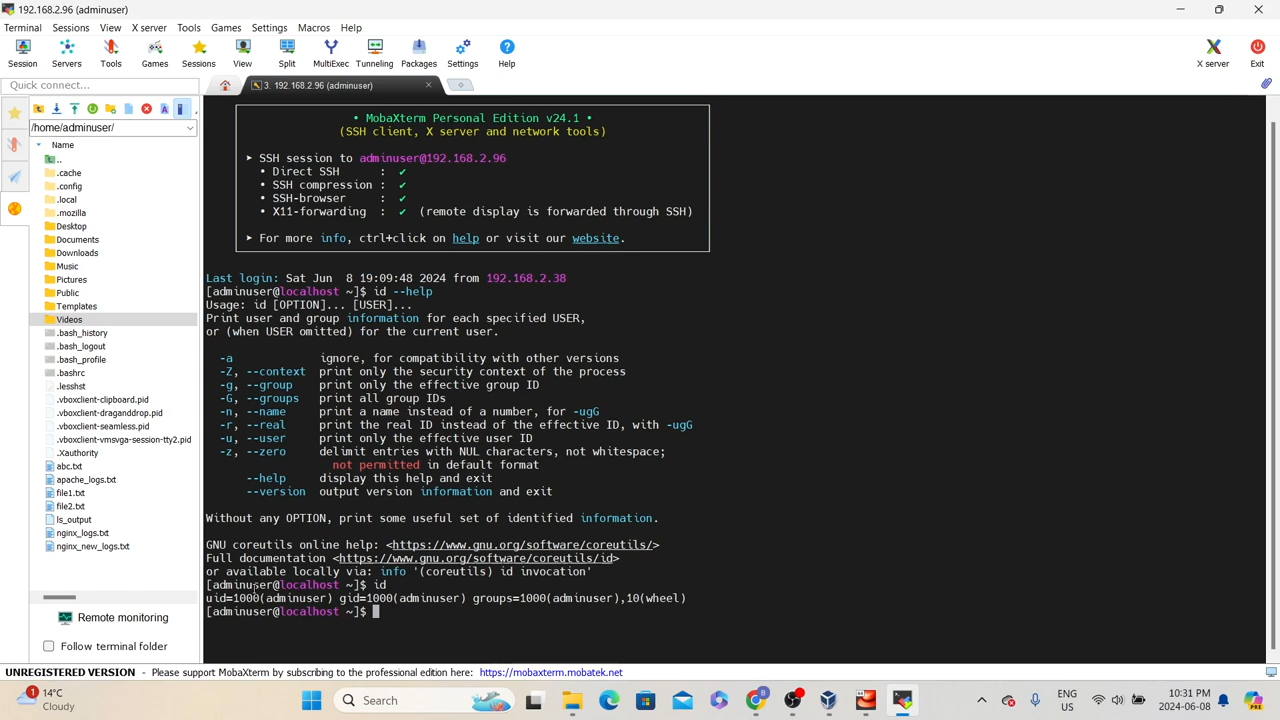 192.168.2.96 (adminuser)
Terminal Sessions View X server Tools Games Settings Macros Help
Session Servers Tools Games Sessions View Split MultiExec Tunneling Packages Settings Help X server Exit
Quick connect...
3. 192.168.2.96 (adminuser)
/home/adminuser/
Name
..
.cache
.config
.local
.mozilla
Desktop
Documents
Downloads
Music
Pictures
Public
Templates
Videos
.bash_history
.bash_logout
.bash_profile
.bashrc
.lesshst
.vboxclient-clipboard.pid
.vboxclient-draganddrop.pid
.vboxclient-seamless.pid
.vboxclient-vmsvga-session-tty2.pid
.Xauthority
abc.txt
apache_logs.txt
file1.txt
file2.txt
ls_output
nginx_logs.txt
nginx_new_logs.txt
Remote monitoring
Follow terminal folder
• MobaXterm Personal Edition v24.1 •
(SSH client, X server and network tools)
➤ SSH session to adminuser@192.168.2.96
• Direct SSH : ✔
• SSH compression : ✔
• SSH-browser : ✔
• X11-forwarding : ✔ (remote display is forwarded through SSH)
➤ For more info, ctrl+click on help or visit our website.
Last login: Sat Jun 8 19:09:48 2024 from 192.168.2.38
[adminuser@localhost ~]$ id --help
Usage: id [OPTION]... [USER]...
Print user and group information for each specified USER,
or (when USER omitted) for the current user.
-a ignore, for compatibility with other versions
-Z, --context print only the security context of the process
-g, --group print only the effective group ID
-G, --groups print all group IDs
-n, --name print a name instead of a number, for -ugG
-r, --real print the real ID instead of the effective ID, with -ugG
-u, --user print only the effective user ID
-z, --zero delimit entries with NUL characters, not whitespace;
not permitted in default format
--help display this help and exit
--version output version information and exit
Without any OPTION, print some useful set of identified information.
GNU coreutils online help: <https://www.gnu.org/software/coreutils/>
Full documentation <https://www.gnu.org/software/coreutils/id>
or available locally via: info '(coreutils) id invocation'
[adminuser@localhost ~]$ id
uid=1000(adminuser) gid=1000(adminuser) groups=1000(adminuser),10(wheel)
[adminuser@localhost ~]$
UNREGISTERED VERSION - Please support MobaXterm by subscribing to the professional edition here: https://mobaxterm.mobatek.net
1
14°C
Cloudy
Search
ENG
US
10:31 PM
2024-06-08